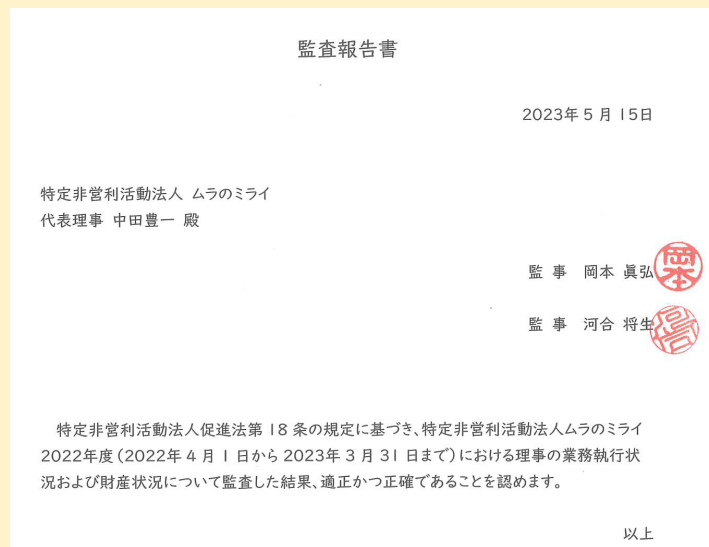 監査報告書
2023年5月15日
特定非営利活動法人 ムラのミライ
代表理事 中田豊一 殿
監 事 岡本 眞弘
岡本
監 事 河合 将生
特定非営利活動法人促進法第18条の規定に基づき、特定非営利活動法人ムラのミライ
2022年度(2022年4月1日から2023年3月31日まで)における理事の業務執行状
況および財産状況について監査した結果、適正かつ正確であることを認めます。
以上